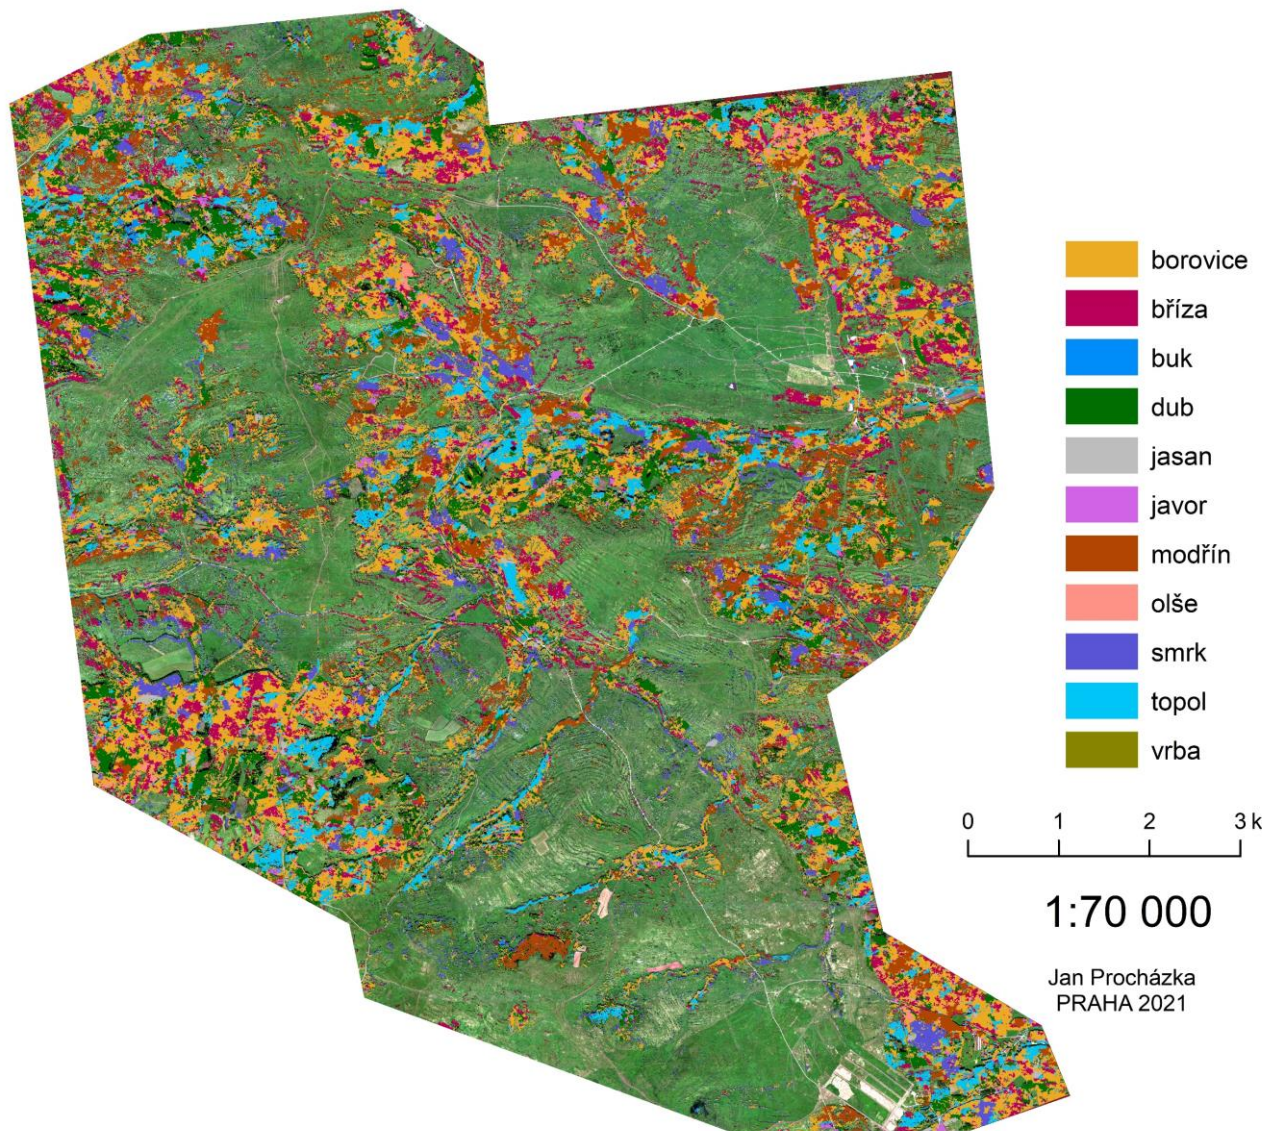 borovice
bříza
buk
dub
jasan
javor
modřín
olše
smrk
topol
vrba
0 1 2 3 k
1:70 000
Jan Procházka
PRAHA 2021